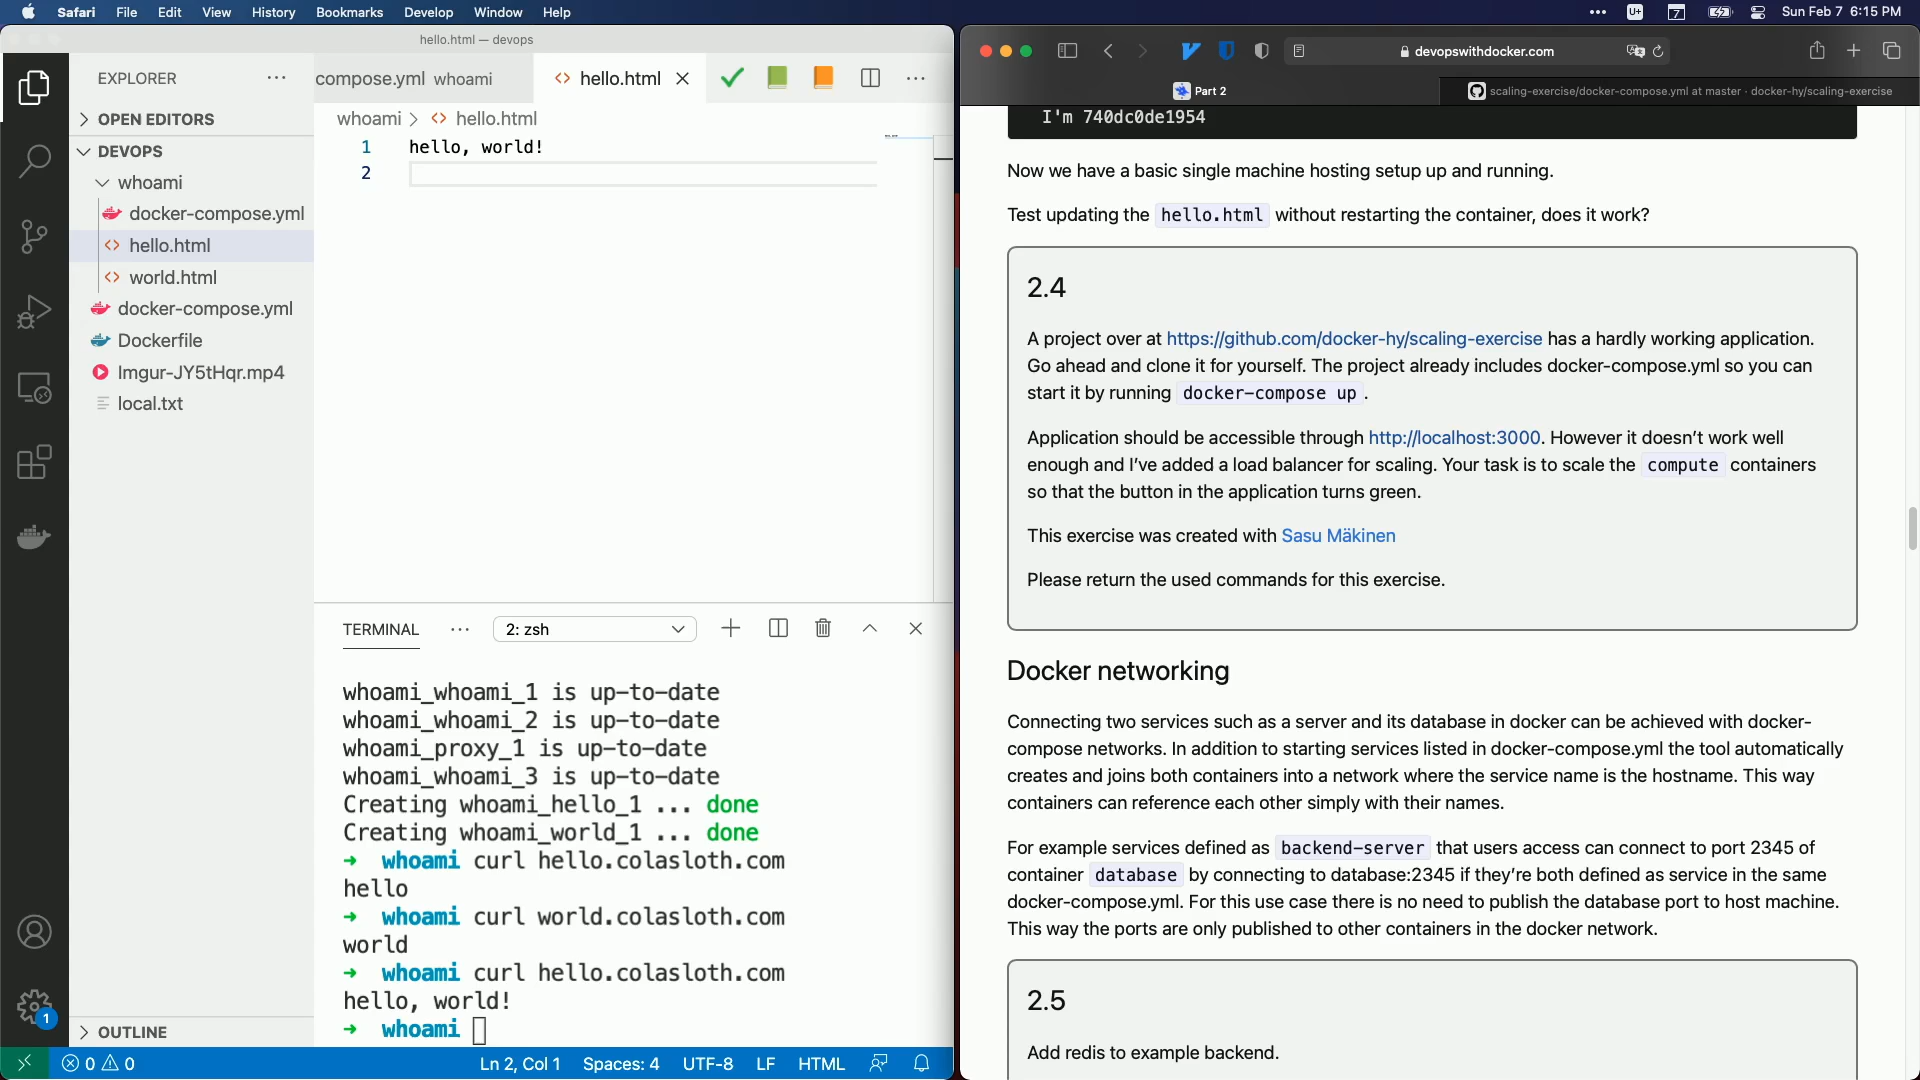 Safari File Edit View History Bookmarks Develop Window Help
U+ 7 Sun Feb 7 6:15 PM
hello.html — devops
EXPLORER
OPEN EDITORS
DEVOPS
whoami
docker-compose.yml
hello.html
world.html
docker-compose.yml
Dockerfile
Imgur-JY5tHqr.mp4
local.txt
OUTLINE
1
compose.yml whoami
<> hello.html
whoami > <> hello.html
1 hello, world!
2
TERMINAL
2: zsh
whoami_whoami_1 is up-to-date
whoami_whoami_2 is up-to-date
whoami_proxy_1 is up-to-date
whoami_whoami_3 is up-to-date
Creating whoami_hello_1 ... done
Creating whoami_world_1 ... done
➜ whoami curl hello.colasloth.com
hello
➜ whoami curl world.colasloth.com
world
➜ whoami curl hello.colasloth.com
hello, world!
➜ whoami
0 0
Ln 2, Col 1 Spaces: 4 UTF-8 LF HTML
devopswithdocker.com
Part 2
scaling-exercise/docker-compose.yml at master · docker-hy/scaling-exercise
I'm 740dc0de1954
Now we have a basic single machine hosting setup up and running.
Test updating the hello.html without restarting the container, does it work?
2.4
A project over at https://github.com/docker-hy/scaling-exercise has a hardly working application.
Go ahead and clone it for yourself. The project already includes docker-compose.yml so you can
start it by running docker-compose up .
Application should be accessible through http://localhost:3000. However it doesn't work well
enough and I've added a load balancer for scaling. Your task is to scale the compute containers
so that the button in the application turns green.
This exercise was created with Sasu Mäkinen
Please return the used commands for this exercise.
Docker networking
Connecting two services such as a server and its database in docker can be achieved with docker-
compose networks. In addition to starting services listed in docker-compose.yml the tool automatically
creates and joins both containers into a network where the service name is the hostname. This way
containers can reference each other simply with their names.
For example services defined as backend-server that users access can connect to port 2345 of
container database by connecting to database:2345 if they're both defined as service in the same
docker-compose.yml. For this use case there is no need to publish the database port to host machine.
This way the ports are only published to other containers in the docker network.
2.5
Add redis to example backend.